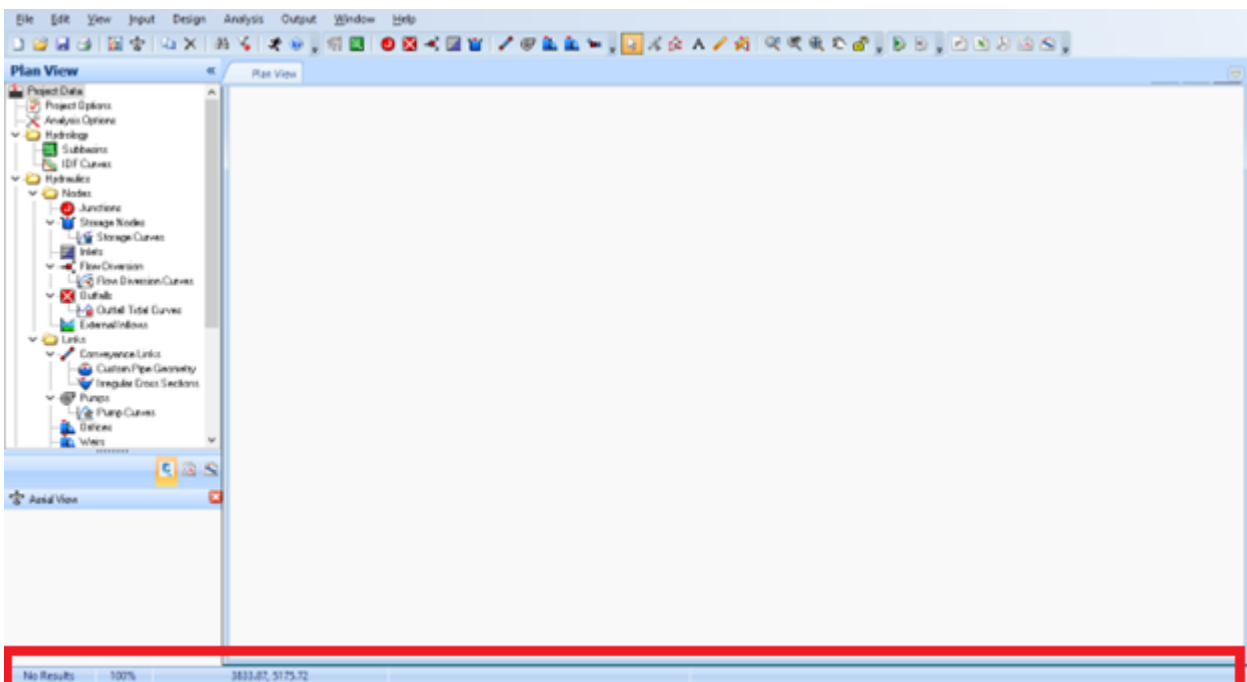 File Edit View Input Design Analysis Output Window Help
Plan View
Plan View
Project Data
Project Options
Analysis Options
Hydrology
Subbasins
IDF Curves
Hydraulics
Nodes
Junctions
Storage Nodes
Storage Curves
Inlets
Flow Diversion
Flow Diversion Curves
Outfalls
Outfall Tidal Curves
External Inflows
Links
Conveyance Links
Custom Pipe Geometry
Irregular Cross Sections
Pumps
Pump Curves
Orifices
Weirs
Aerial View
No Results 100% 3833.87, 5175.72